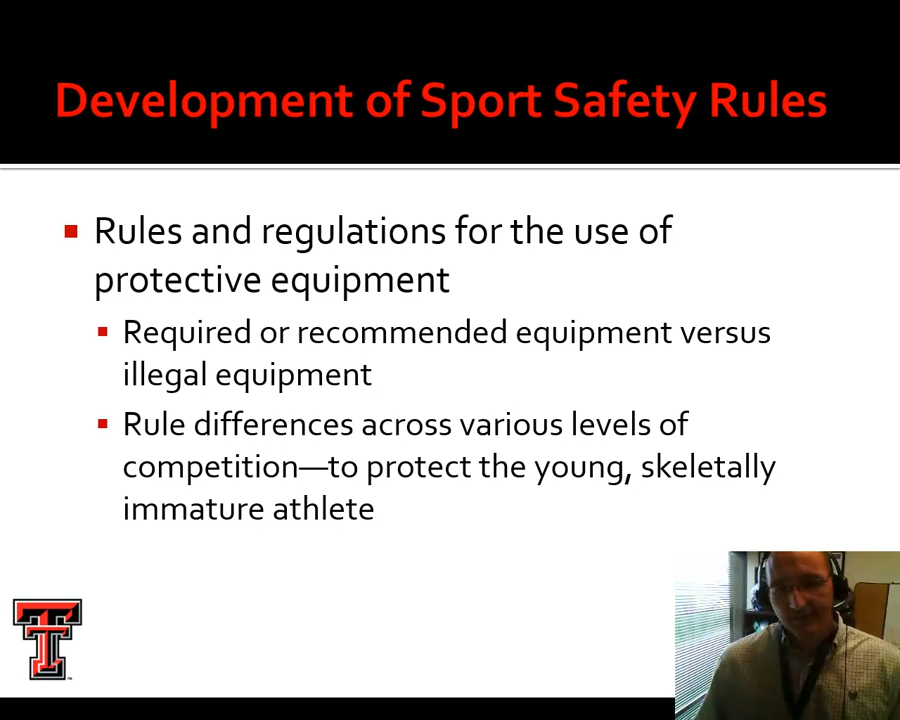 Development of Sport Safety Rules
Rules and regulations for the use of
protective equipment
Required or recommended equipment versus
illegal equipment
Rule differences across various levels of
competition—to protect the young, skeletally
immature athlete